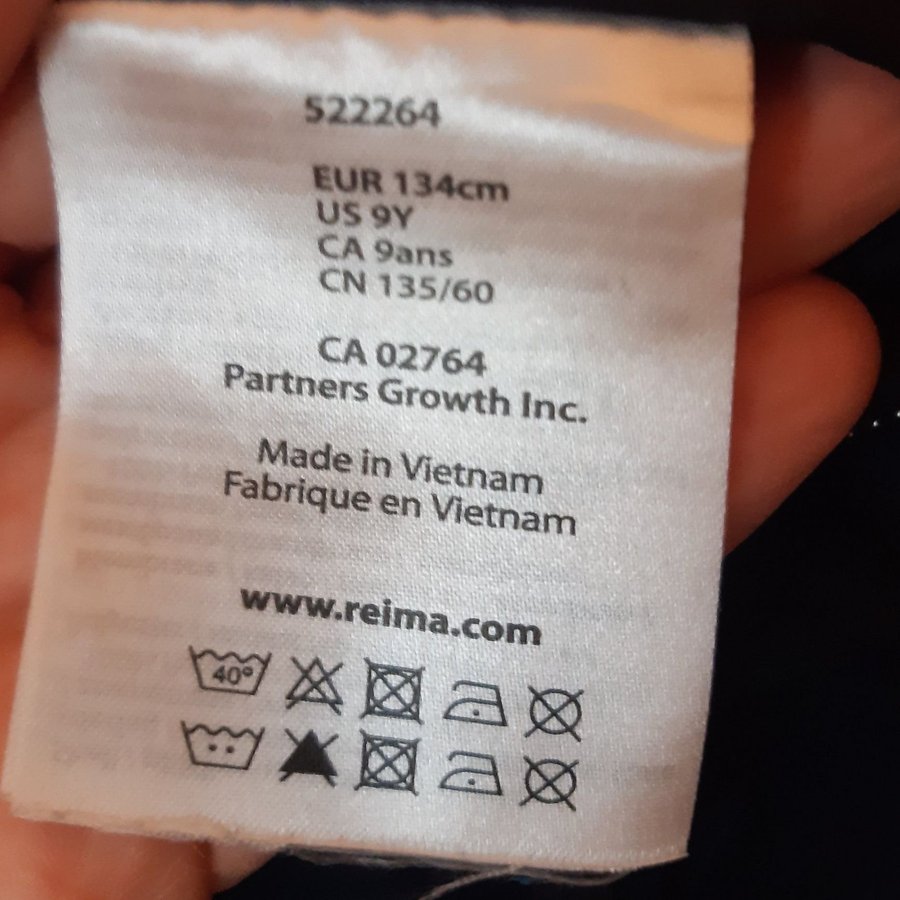 522264
EUR 134cm
US 9Y
CA 9ans
CN 135/60
CA 02764
Partners Growth Inc.
Made in Vietnam
Fabrique en Vietnam
www.reima.com
40°